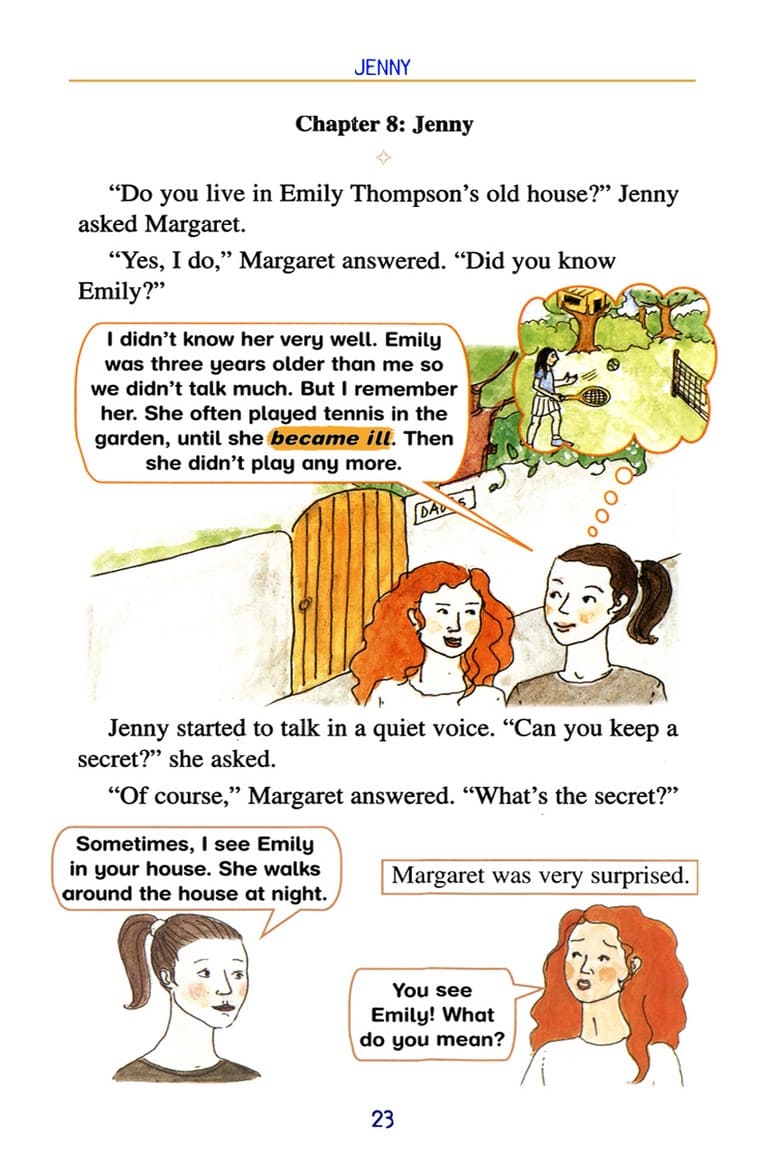 JENNY
Chapter 8: Jenny
“Do you live in Emily Thompson’s old house?” Jenny
asked Margaret.
“Yes, I do,” Margaret answered. “Did you know
Emily?”
I didn’t know her very well. Emily
was three years older than me so
we didn’t talk much. But I remember
her. She often played tennis in the
garden, until she became ill. Then
she didn’t play any more.
Jenny started to talk in a quiet voice. “Can you keep a
secret?” she asked.
“Of course,” Margaret answered. “What’s the secret?”
Sometimes, I see Emily
in your house. She walks
around the house at night.
Margaret was very surprised.
You see
Emily! What
do you mean?
23